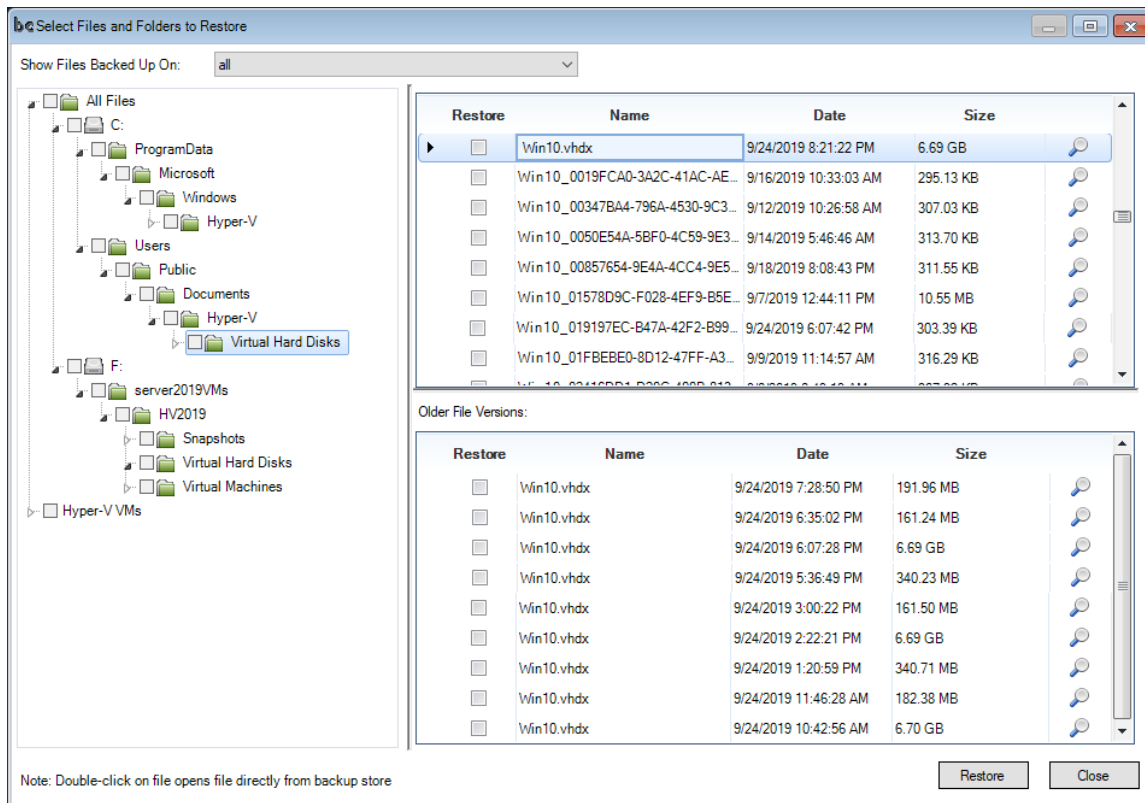 Select Files and Folders to Restore
Show Files Backed Up On: all
All Files
C:
ProgramData
Microsoft
Windows
Hyper-V
Users
Public
Documents
Hyper-V
Virtual Hard Disks
F:
server2019VMs
HV2019
Snapshots
Virtual Hard Disks
Virtual Machines
Hyper-V VMs
Restore Name Date Size
Win10.vhdx 9/24/2019 8:21:22 PM 6.69 GB
Win10_0019FCA0-3A2C-41AC-AE... 9/16/2019 10:33:03 AM 295.13 KB
Win10_00347BA4-796A-4530-9C3... 9/12/2019 10:26:58 AM 307.03 KB
Win10_0050E54A-5BF0-4C59-9E3... 9/14/2019 5:46:46 AM 313.70 KB
Win10_00857654-9E4A-4CC4-9E5... 9/18/2019 8:08:43 PM 311.55 KB
Win10_01578D9C-F028-4EF9-B5E... 9/7/2019 12:44:11 PM 10.55 MB
Win10_019197EC-B47A-42F2-B99... 9/24/2019 6:07:42 PM 303.39 KB
Win10_01FBEBE0-8D12-47FF-A3... 9/9/2019 11:14:57 AM 316.29 KB
Older File Versions:
Restore Name Date Size
Win10.vhdx 9/24/2019 7:28:50 PM 191.96 MB
Win10.vhdx 9/24/2019 6:35:02 PM 161.24 MB
Win10.vhdx 9/24/2019 6:07:28 PM 6.69 GB
Win10.vhdx 9/24/2019 5:36:49 PM 340.23 MB
Win10.vhdx 9/24/2019 3:00:22 PM 161.50 MB
Win10.vhdx 9/24/2019 2:22:21 PM 6.69 GB
Win10.vhdx 9/24/2019 1:20:59 PM 340.71 MB
Win10.vhdx 9/24/2019 11:46:28 AM 182.38 MB
Win10.vhdx 9/24/2019 10:42:56 AM 6.70 GB
Note: Double-click on file opens file directly from backup store
Restore Close